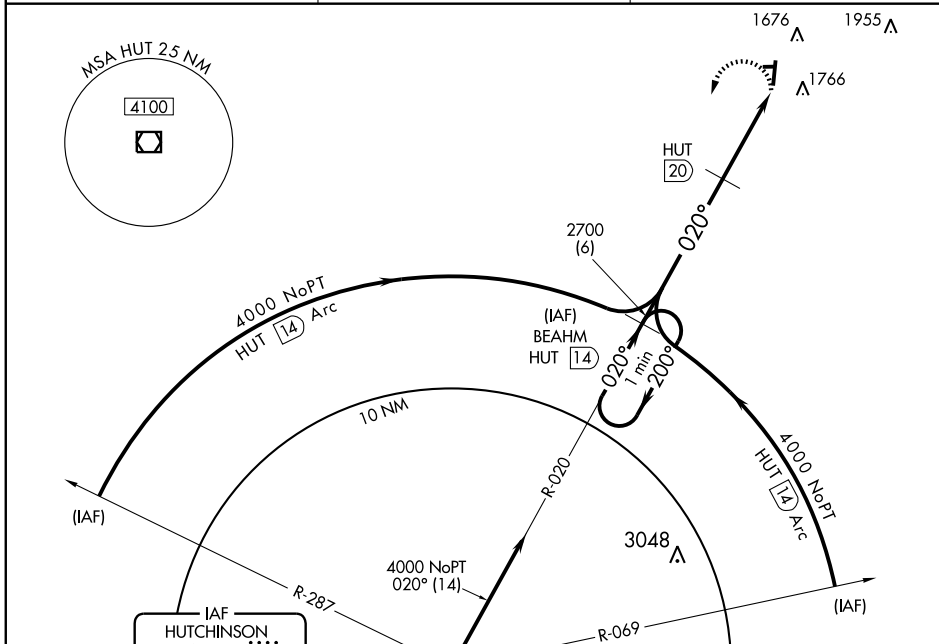 1676
1955
MSA HUT 25 NM
4100
1766
HUT
20
020°
2700
(6)
4000 NoPT
HUT 14 Arc
(IAF)
BEAHM
HUT 14
020°
1 min
200°
10 NM
4000 NoPT
HUT 14 Arc
R-020
(IAF)
3048
4000 NoPT
020° (14)
R-287
(IAF)
IAF
HUTCHINSON
R-069